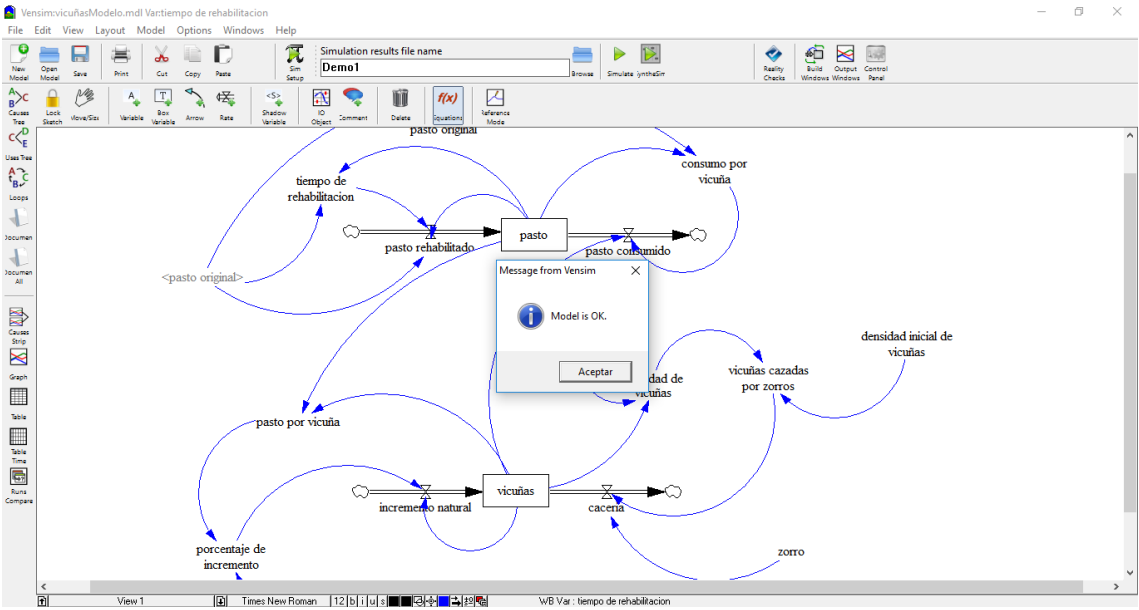 Vensim:vicuñasModelo.mdl Var:tiempo de rehabilitacion
File Edit View Layout Model Options Windows Help
New Model
Open Model
Save
Print
Cut
Copy
Paste
Sim Setup
Simulation results file name
Demo1
Browse
Simulate
SyntheSim
Reality Checks
Build Windows
Output Windows
Control Panel
Causes Tree
Lock Sketch
Move/Size
Variable
Box Variable
Arrow
Rate
Shadow Variable
IO Object
Comment
Delete
f(x)
Equations
Reference Mode
Uses Tree
Loops
Documen
Documen All
Causes Strip
Graph
Table
Table Time
Runs Compare
pasto original
consumo por
vicuña
tiempo de
rehabilitacion
pasto
pasto rehabilitado
pasto consumido
<pasto original>
Message from Vensim
Model is OK.
Aceptar
densidad inicial de
vicuñas
vicuñas cazadas
por zorros
dad de
vicuñas
pasto por vicuña
vicuñas
incremento natural
caceria
porcentaje de
incremento
zorro
View 1
Times New Roman
12 b i u s
WB Var : tiempo de rehabilitacion